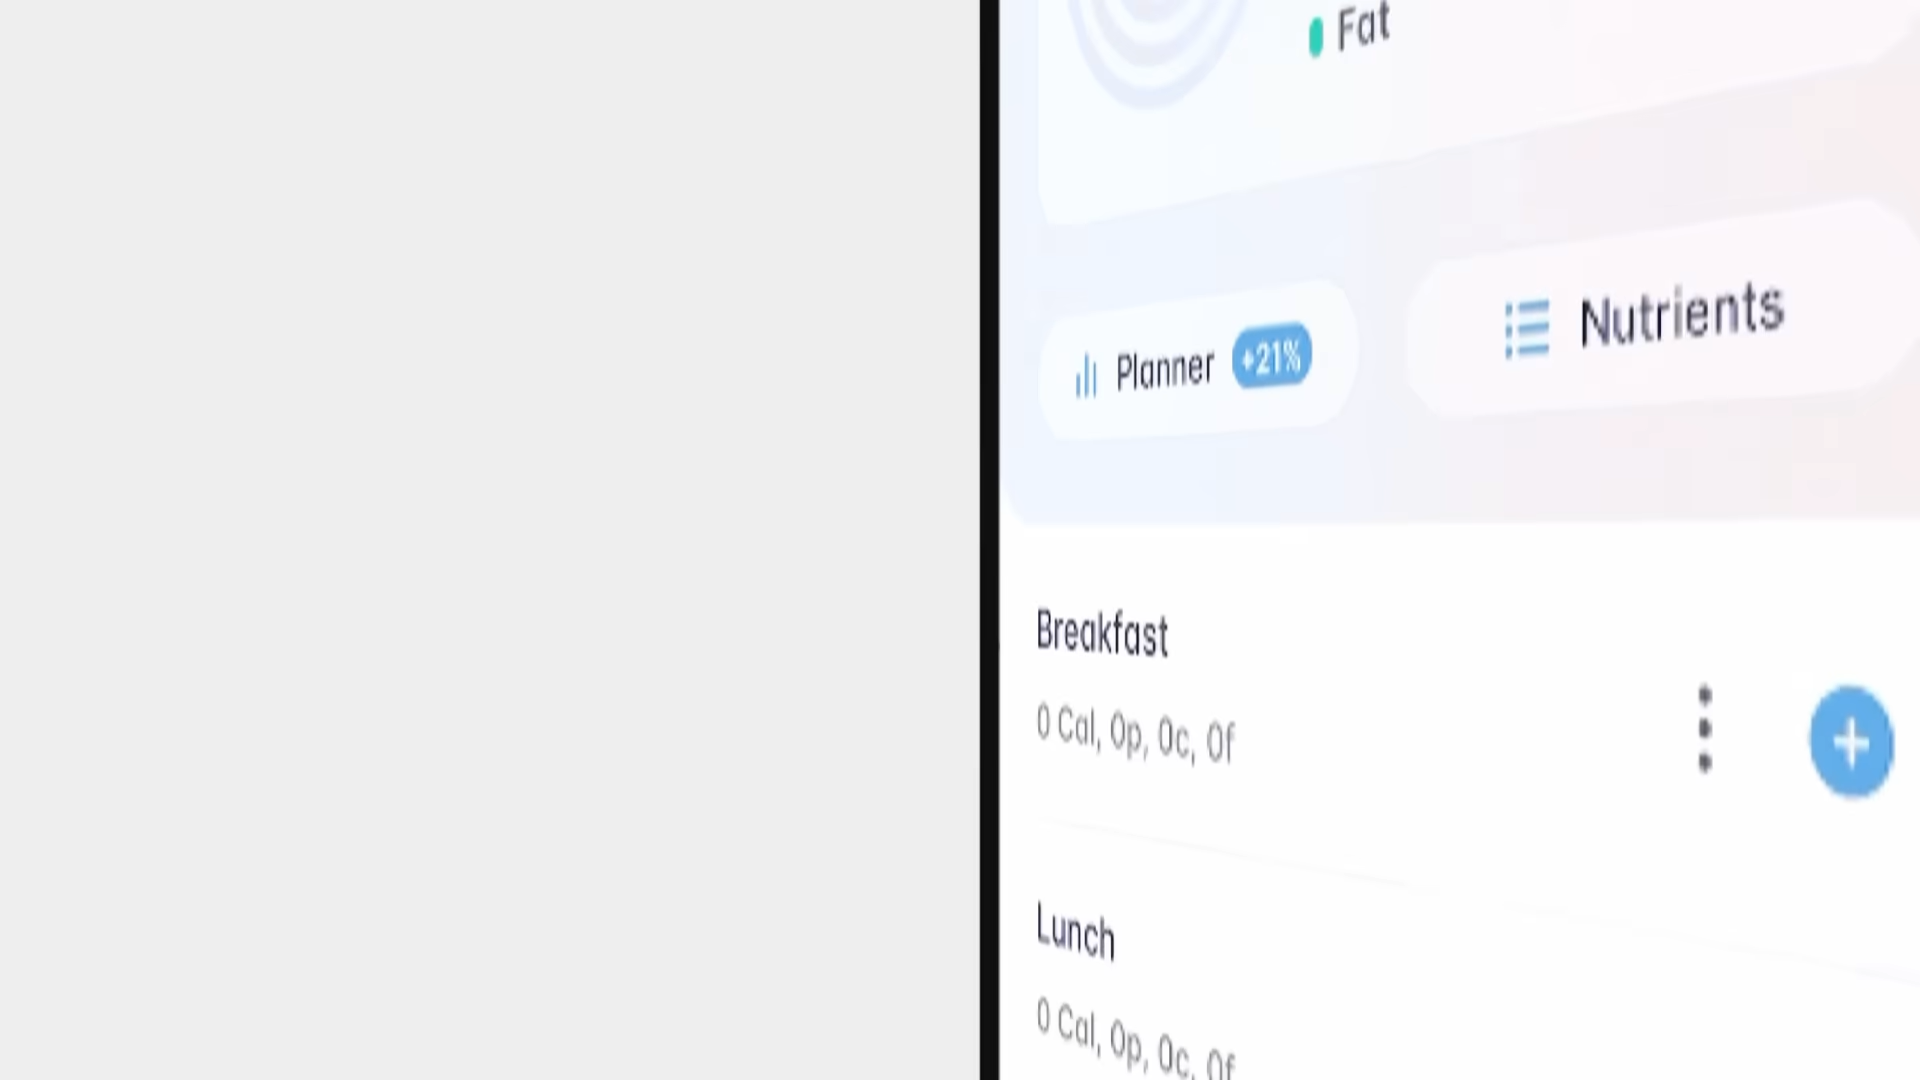 Fat
Planner +21%
Nutrients
Breakfast
0 Cal, 0p, 0c, 0f
Lunch
0 Cal, 0p, 0c, 0f